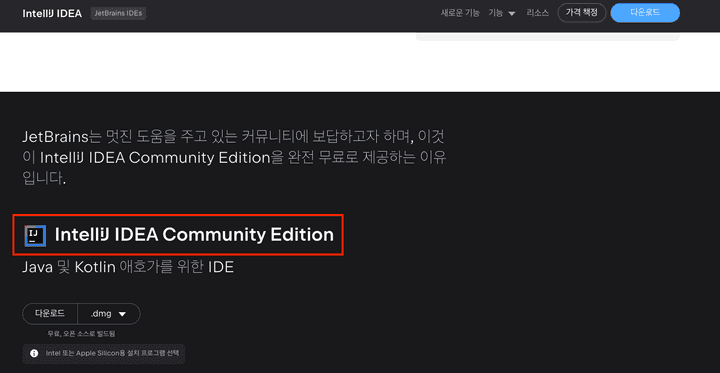 IntelliJ IDEA JetBrains IDEs 새로운 기능 기능 리소스 가격 책정 다운로드
JetBrains는 멋진 도움을 주고 있는 커뮤니티에 보답하고자 하며, 이것
이 IntelliJ IDEA Community Edition을 완전 무료로 제공하는 이유
입니다.
IJ IntelliJ IDEA Community Edition
Java 및 Kotlin 애호가를 위한 IDE
다운로드 .dmg
무료, 오픈 소스로 빌드됨
Intel 또는 Apple Silicon용 설치 프로그램 선택